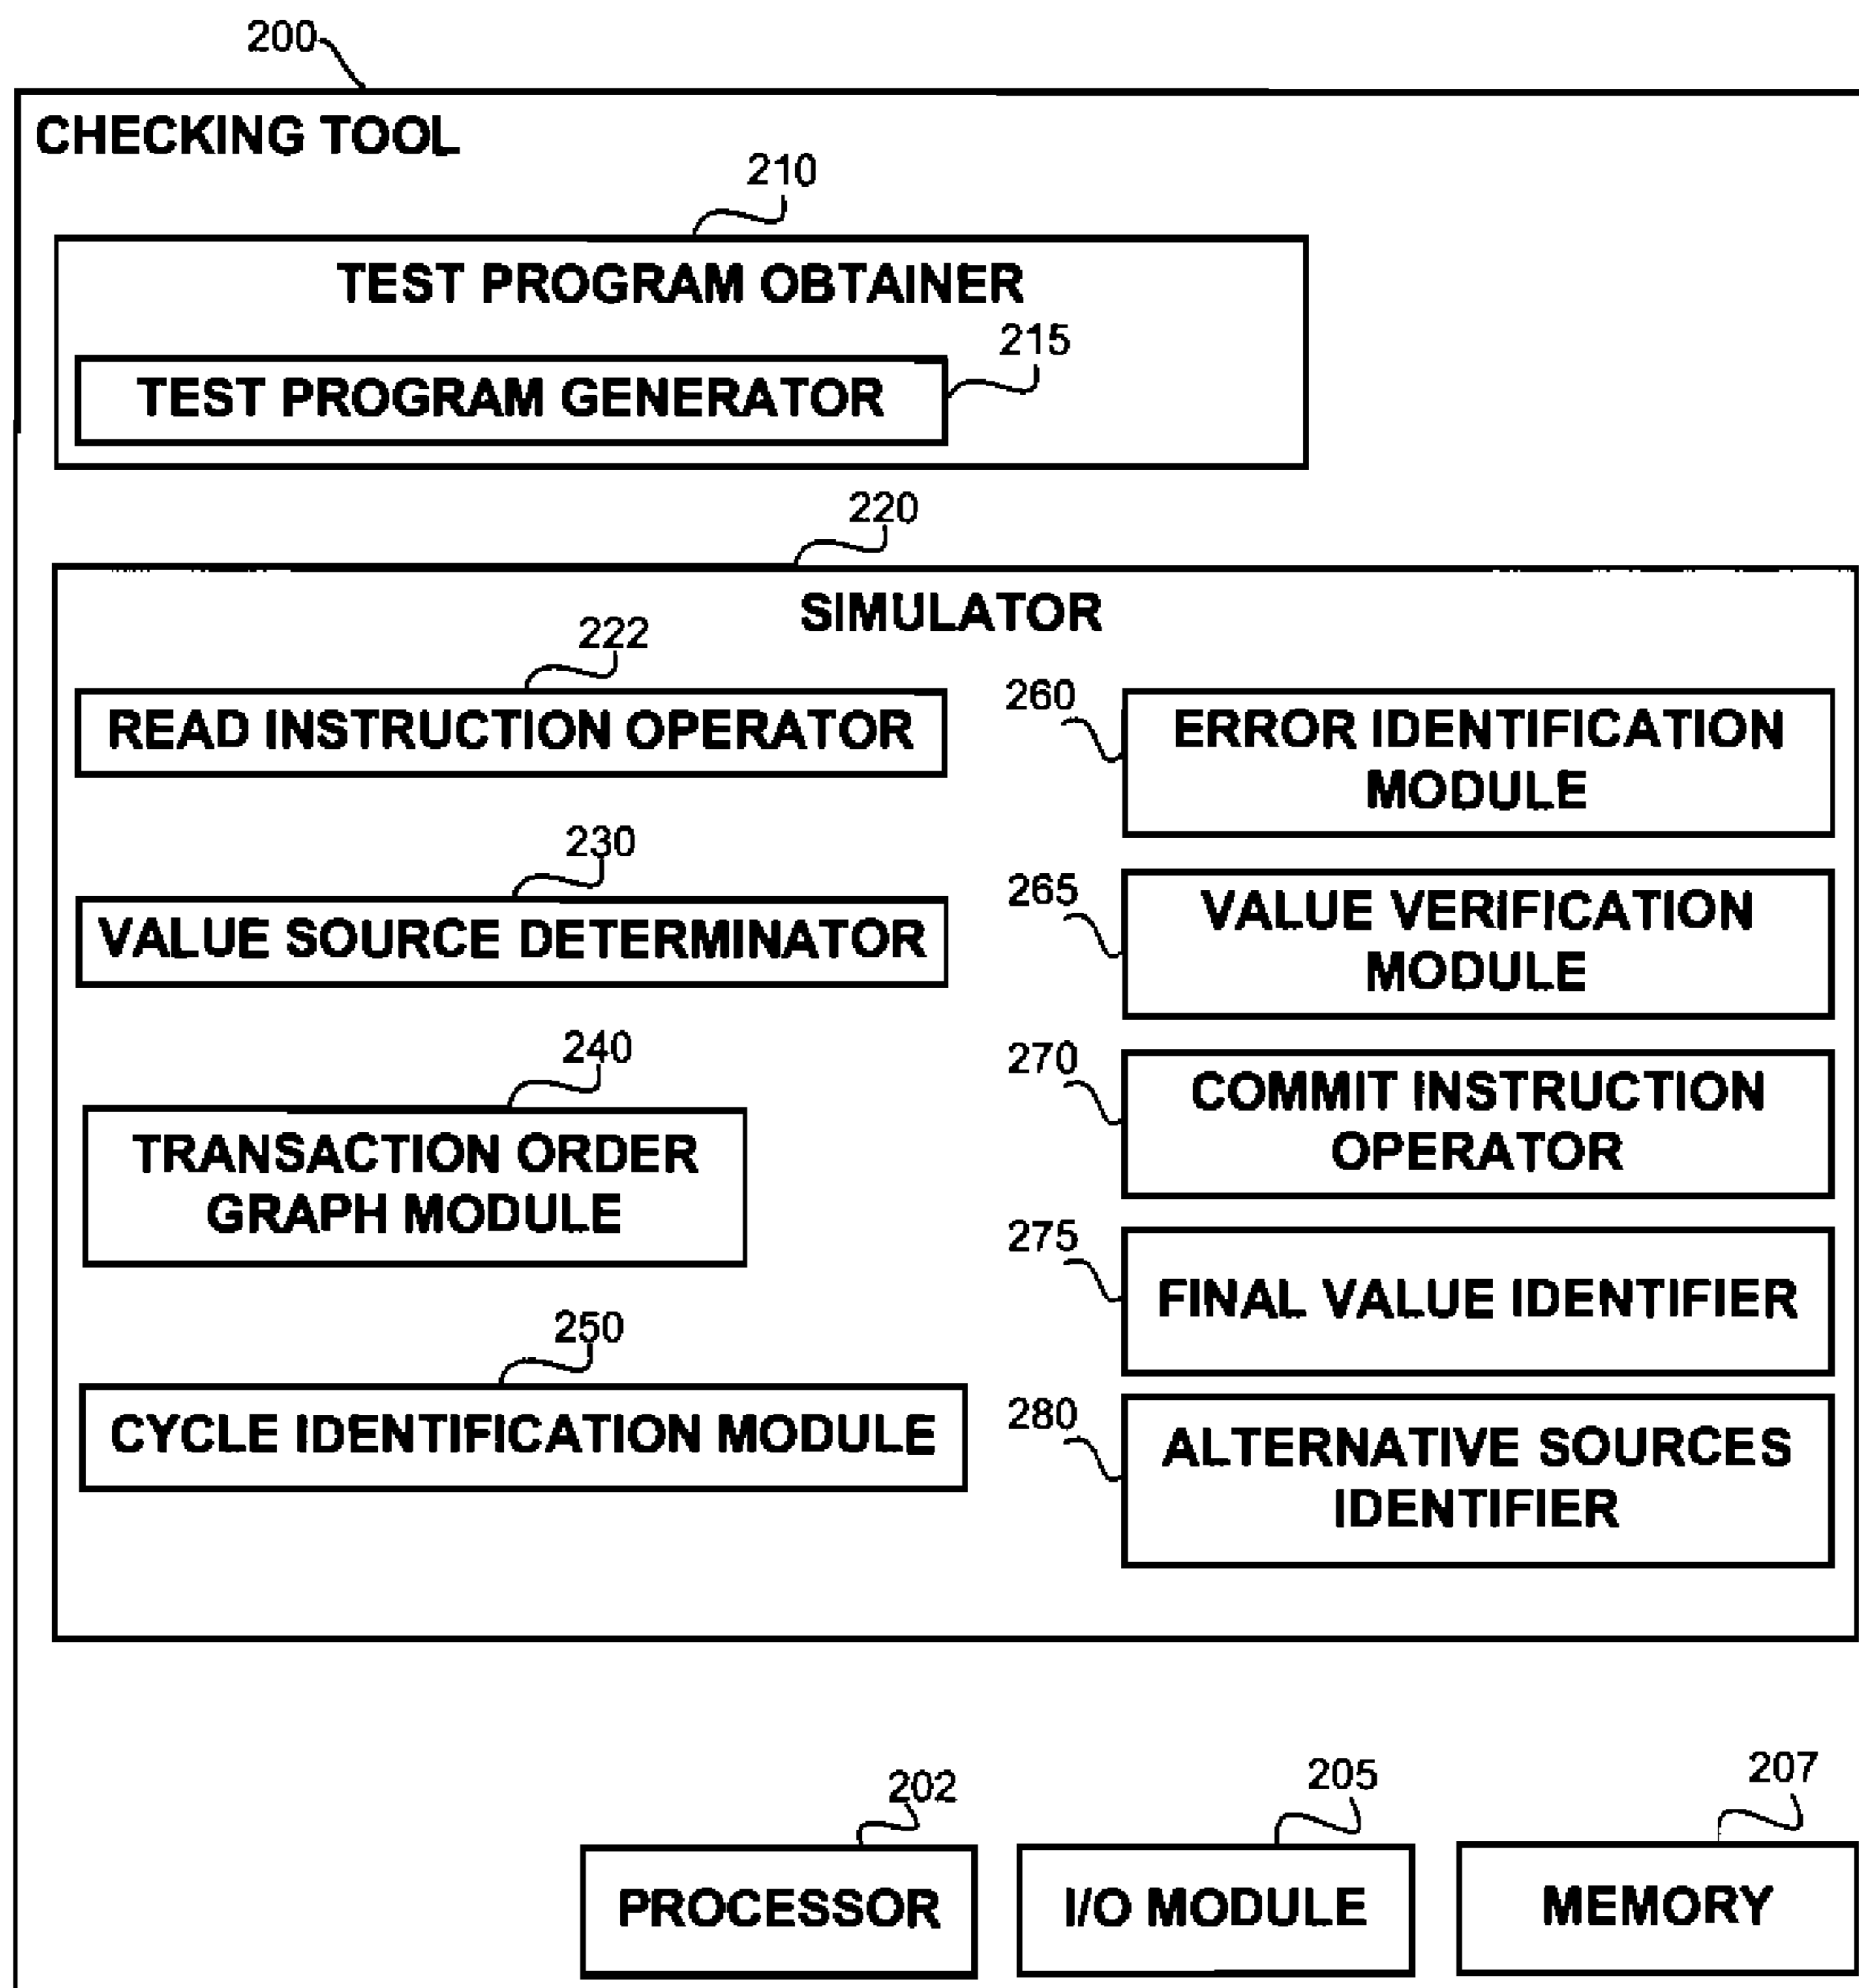 200
CHECKING TOOL
210
TEST PROGRAM OBTAINER
215
TEST PROGRAM GENERATOR
220
SIMULATOR
222
READ INSTRUCTION OPERATOR
230
VALUE SOURCE DETERMINATOR
240
TRANSACTION ORDER
GRAPH MODULE
250
CYCLE IDENTIFICATION MODULE
260
ERROR IDENTIFICATION
MODULE
265
VALUE VERIFICATION
MODULE
270
COMMIT INSTRUCTION
OPERATOR
275
FINAL VALUE IDENTIFIER
280
ALTERNATIVE SOURCES
IDENTIFIER
202
PROCESSOR
205
I/O MODULE
207
MEMORY